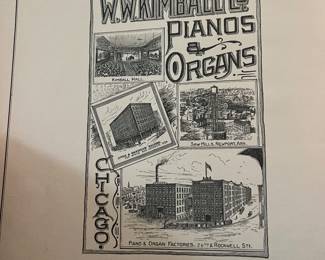 W.W. KIMBALL CO.
PIANOS
&
ORGANS.
KIMBALL HALL.
SAW MILLS, NEWPORT, ARK.
CHICAGO.
PIANO & ORGAN FACTORIES, 26TH & ROCKWELL STS.